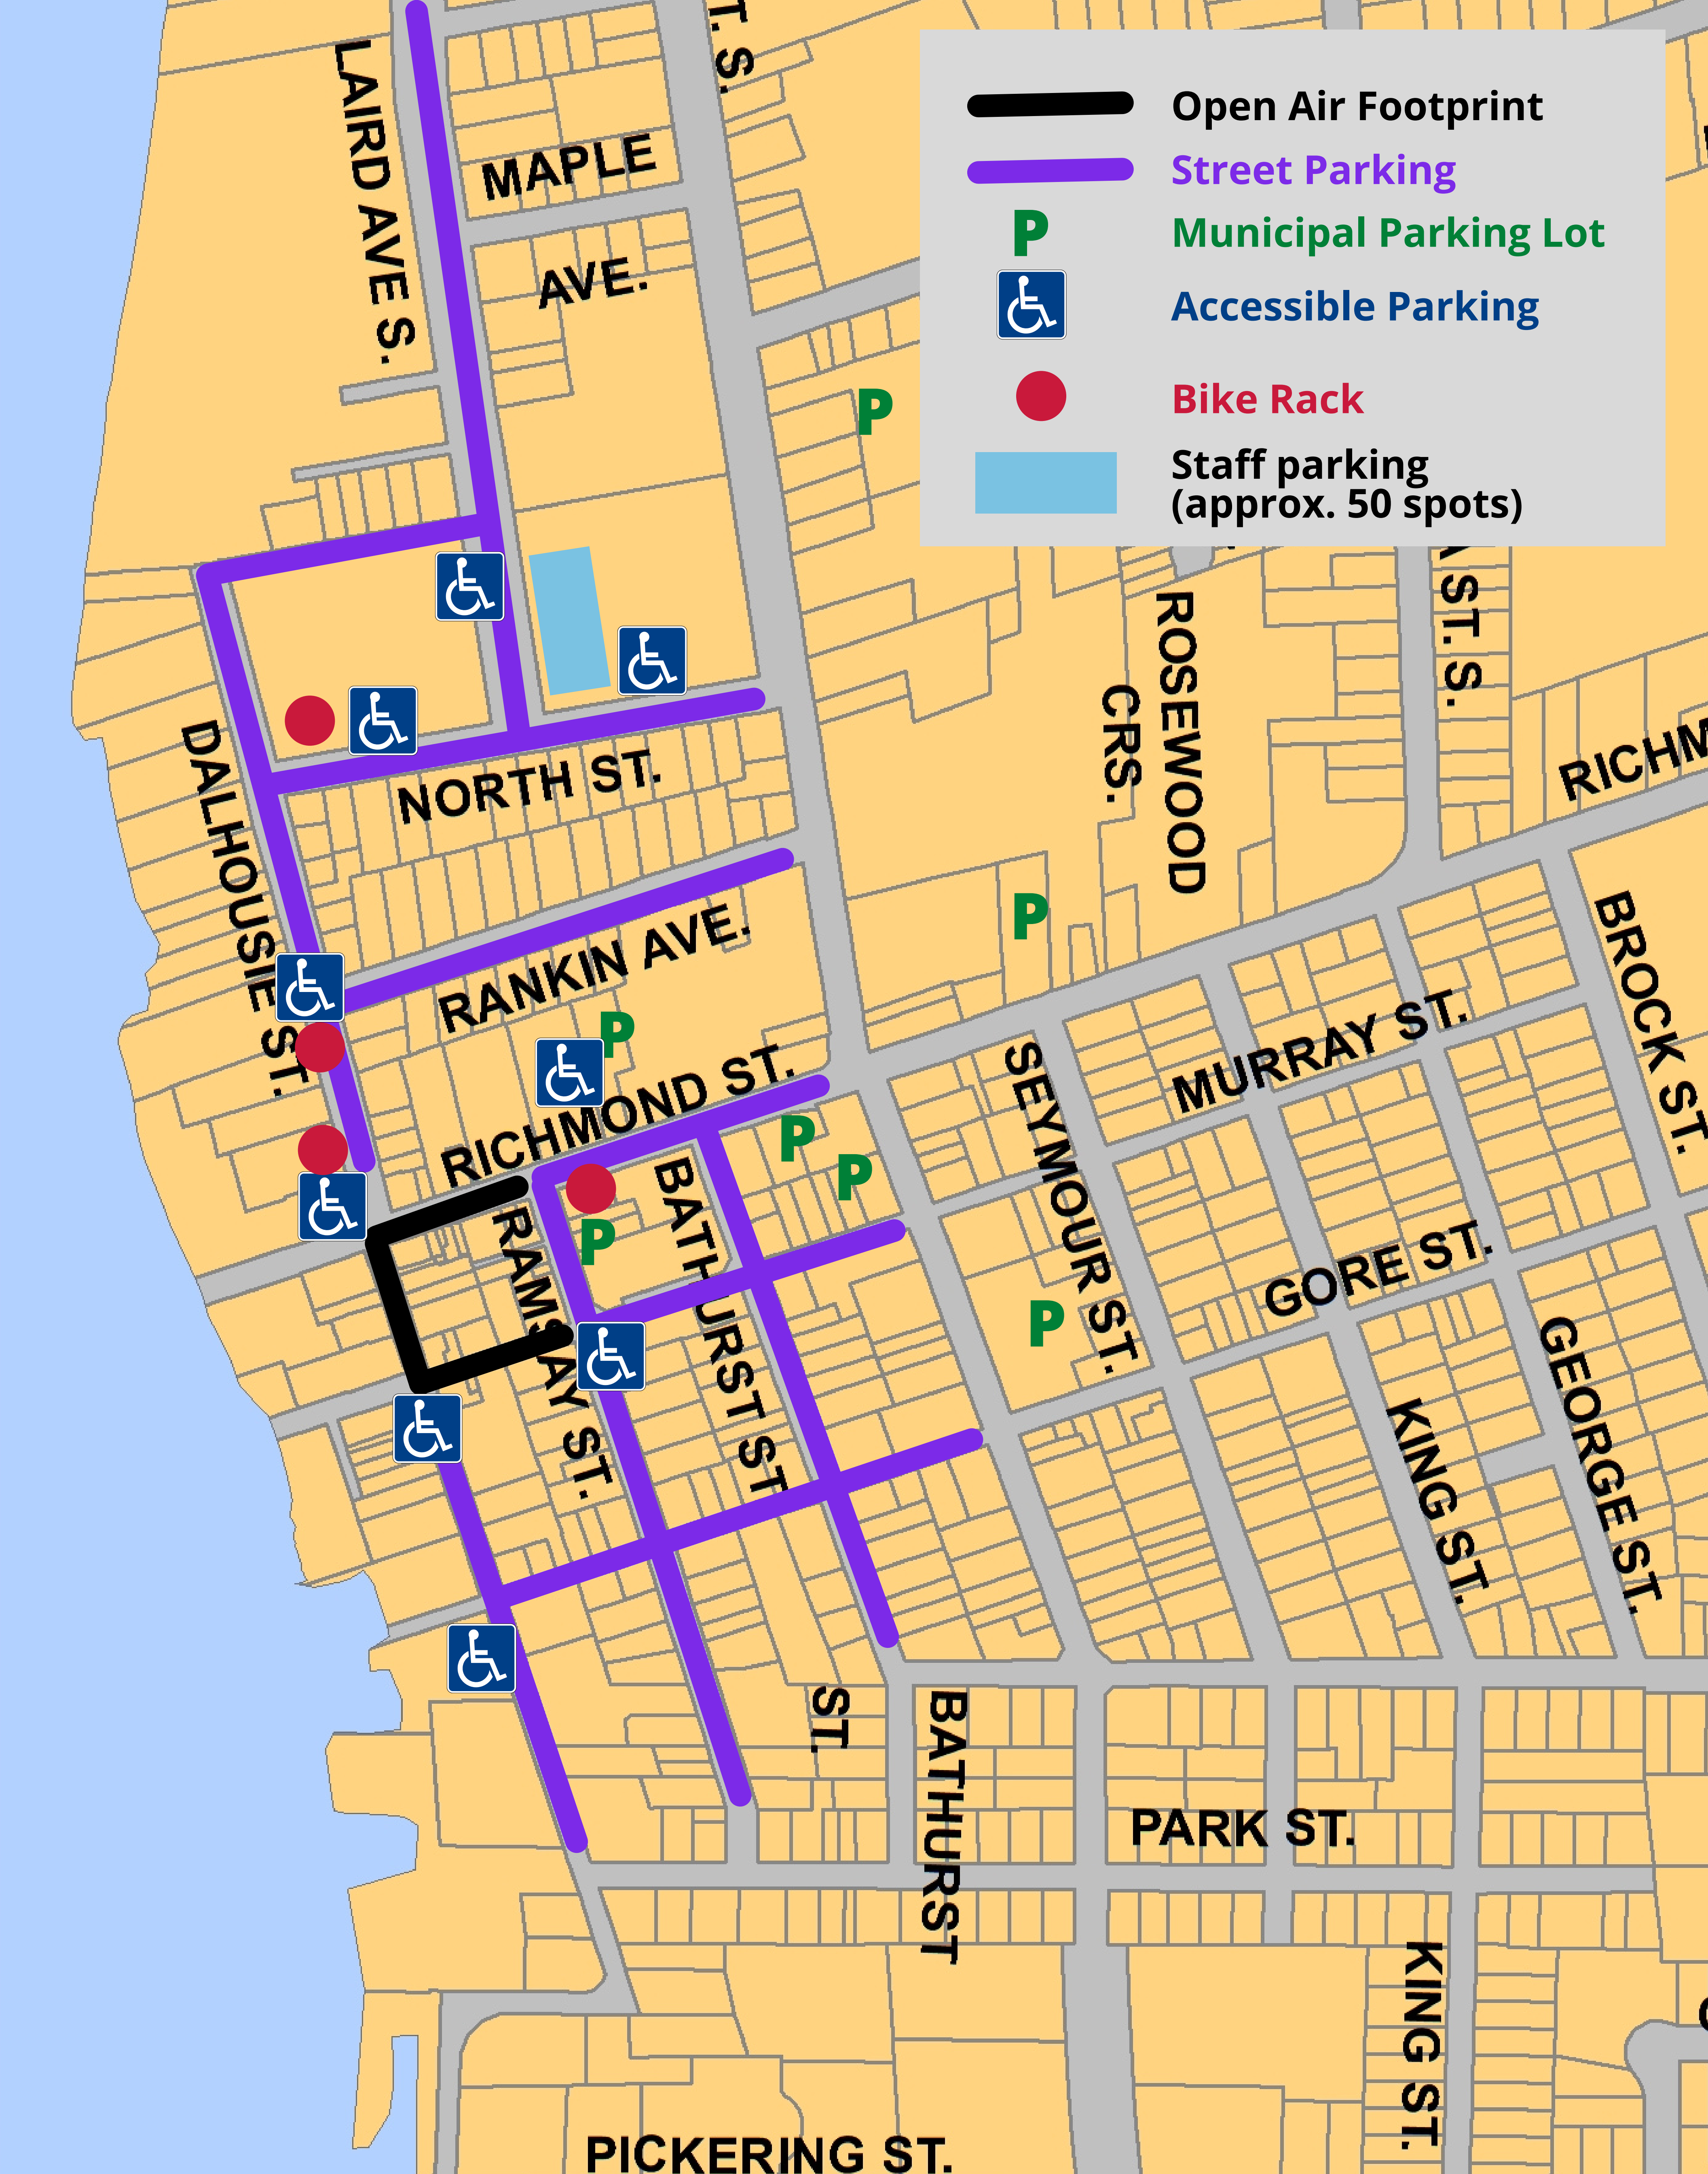 T. S.
LAIRD AVE S.
MAPLE
AVE.
Open Air Footprint
Street Parking
P
Municipal Parking Lot
Accessible Parking
Bike Rack
Staff parking
(approx. 50 spots)
P
ST. S.
ROSEWOOD
CRS.
DALHOUSIE ST.
NORTH ST.
RANKIN AVE.
P
P
RICHMOND ST.
P
P
P
P
RAMSAY ST.
BATHURST ST.
SEYMOUR ST.
MURRAY ST.
BROCK ST.
GORE ST.
KING ST.
GEORGE ST.
ST.
BATHURST
PARK ST.
KING ST.
PICKERING ST.